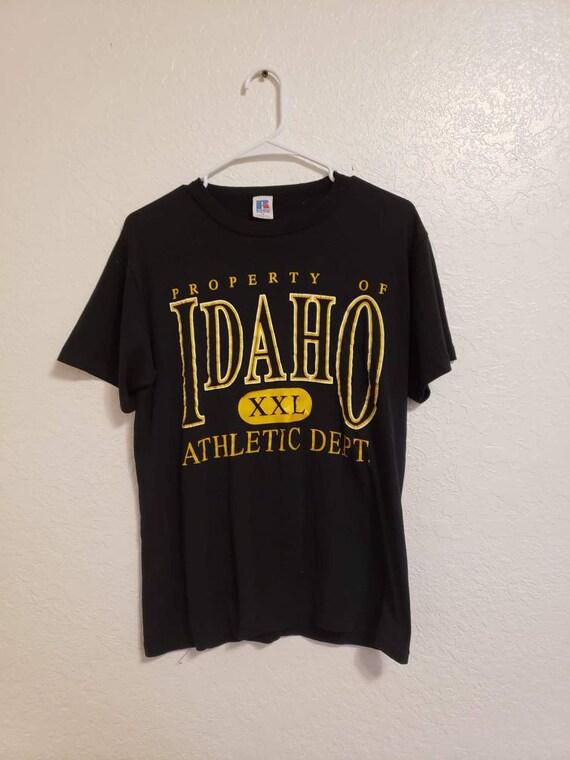 PROPERTY OF
IDAHO
XXL
ATHLETIC DEPT.